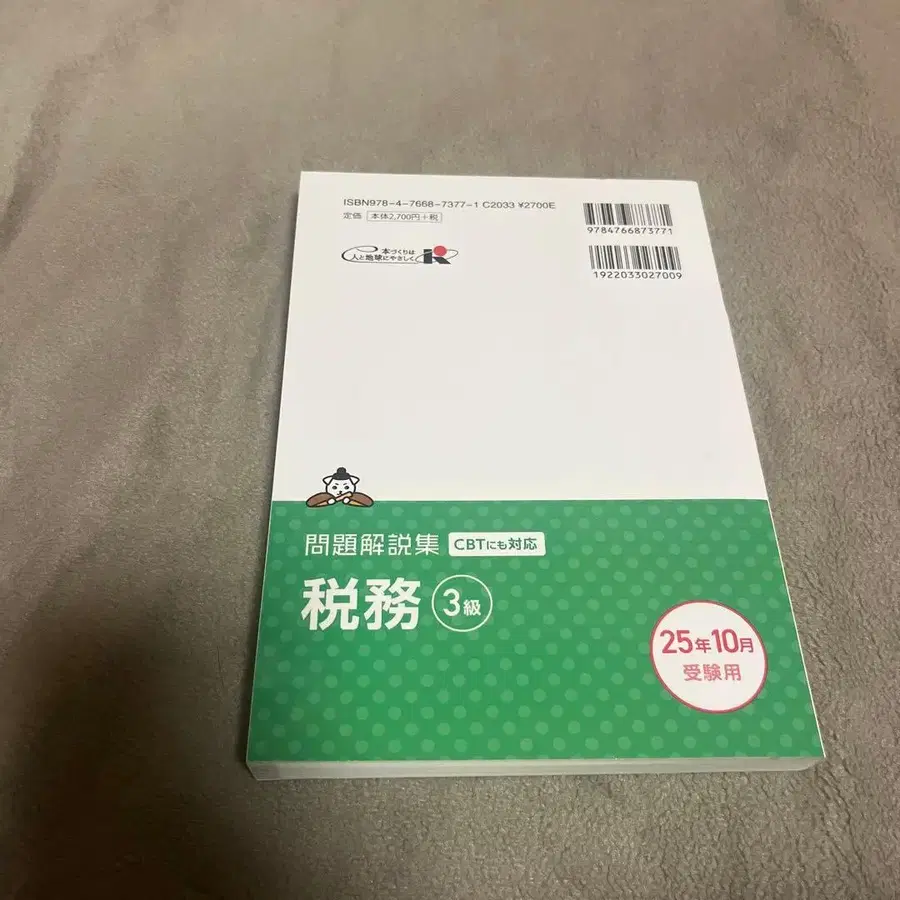 ISBN978-4-7668-7377-1 C2033 ¥2700E
定価 本体2,700円+税
9784766873771
1922033027009
本づくりは
人と地球にやさしく
問題解説集 CBTにも対応
税務 3級
25年10月
受験用